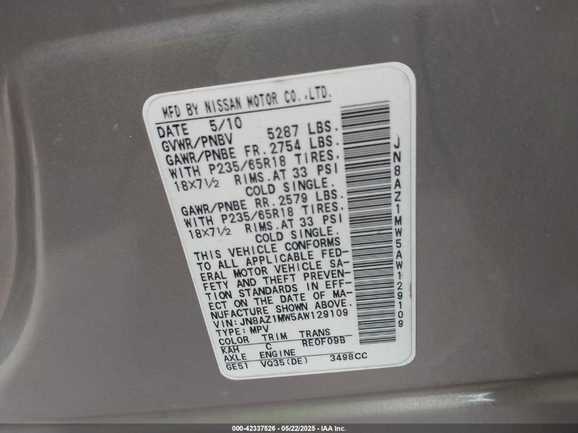 MFD BY NISSAN MOTOR CO.,LTD.
DATE 5/10
GVWR/PNBV 5287 LBS.
GAWR/PNBE FR. 2754 LBS.
WITH P235/65R18 TIRES.
18X7½ RIMS.AT 33 PSI
COLD SINGLE.
GAWR/PNBE RR. 2579 LBS.
WITH P235/65R18 TIRES.
18X7½ RIMS.AT 33 PSI
COLD SINGLE.
THIS VEHICLE CONFORMS
TO ALL APPLICABLE FED-
ERAL MOTOR VEHICLE SA-
FETY AND THEFT PREVEN-
TION STANDARDS IN EFF-
ECT ON THE DATE OF MA-
NUFACTURE SHOWN ABOVE.
VIN:JN8AZ1MW5AW129109
TYPE:MPV
COLOR TRIM TRANS
KAH C RE0F09B
AXLE ENGINE
GE51 VQ35(DE) 3498CC
JN8AZ1MW5AW129109
000-42337526 - 05/22/2025 - IAA Inc.